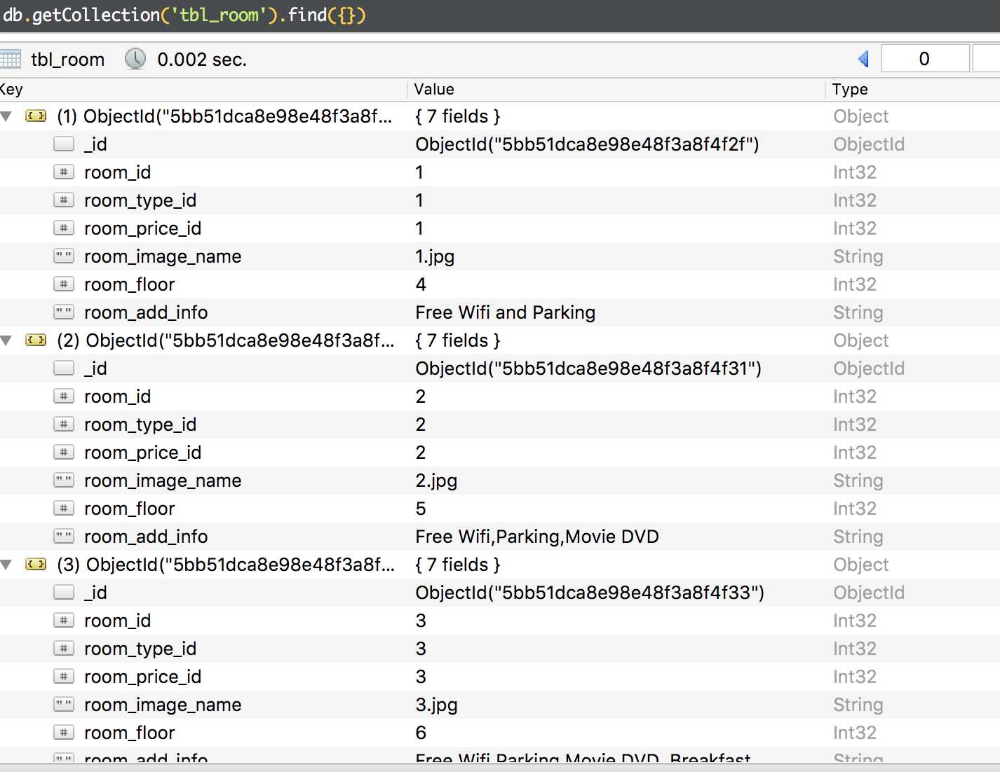 db.getCollection('tbl_room').find({})
tbl_room 0.002 sec. 0
Key Value Type
(1) ObjectId("5bb51dca8e98e48f3a8f... { 7 fields } Object
_id ObjectId("5bb51dca8e98e48f3a8f4f2f") ObjectId
# room_id 1 Int32
# room_type_id 1 Int32
# room_price_id 1 Int32
"" room_image_name 1.jpg String
# room_floor 4 Int32
"" room_add_info Free Wifi and Parking String
(2) ObjectId("5bb51dca8e98e48f3a8f... { 7 fields } Object
_id ObjectId("5bb51dca8e98e48f3a8f4f31") ObjectId
# room_id 2 Int32
# room_type_id 2 Int32
# room_price_id 2 Int32
"" room_image_name 2.jpg String
# room_floor 5 Int32
"" room_add_info Free Wifi,Parking,Movie DVD String
(3) ObjectId("5bb51dca8e98e48f3a8f... { 7 fields } Object
_id ObjectId("5bb51dca8e98e48f3a8f4f33") ObjectId
# room_id 3 Int32
# room_type_id 3 Int32
# room_price_id 3 Int32
"" room_image_name 3.jpg String
# room_floor 6 Int32
"" room_add_info Free Wifi,Parking,Movie DVD, Breakfast String